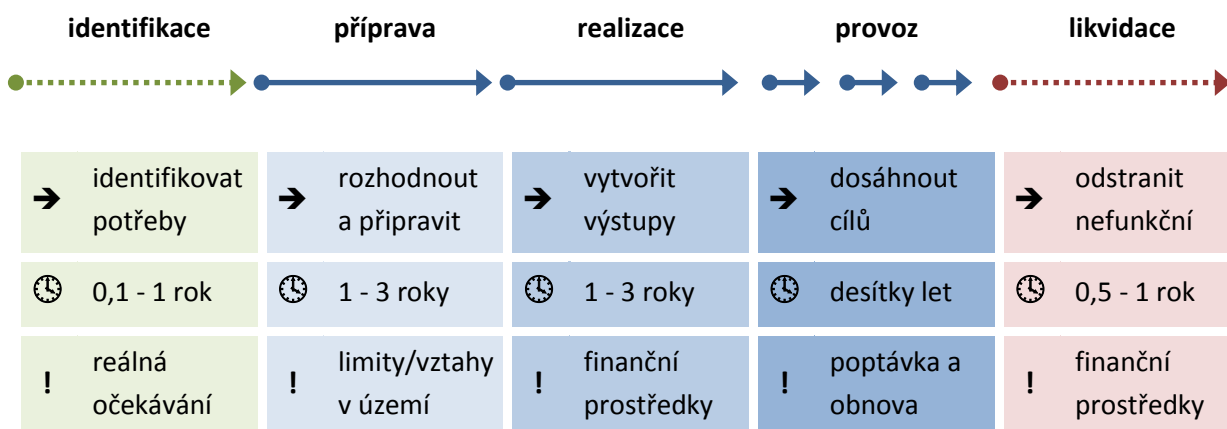 identifikace příprava realizace provoz likvidace
➔ identifikovat potřeby
➔ rozhodnout a připravit
➔ vytvořit výstupy
➔ dosáhnout cílů
➔ odstranit nefunkční
0,1 - 1 rok
1 - 3 roky
1 - 3 roky
desítky let
0,5 - 1 rok
! reálná očekávání
! limity/vztahy v území
! finanční prostředky
! poptávka a obnova
! finanční prostředky